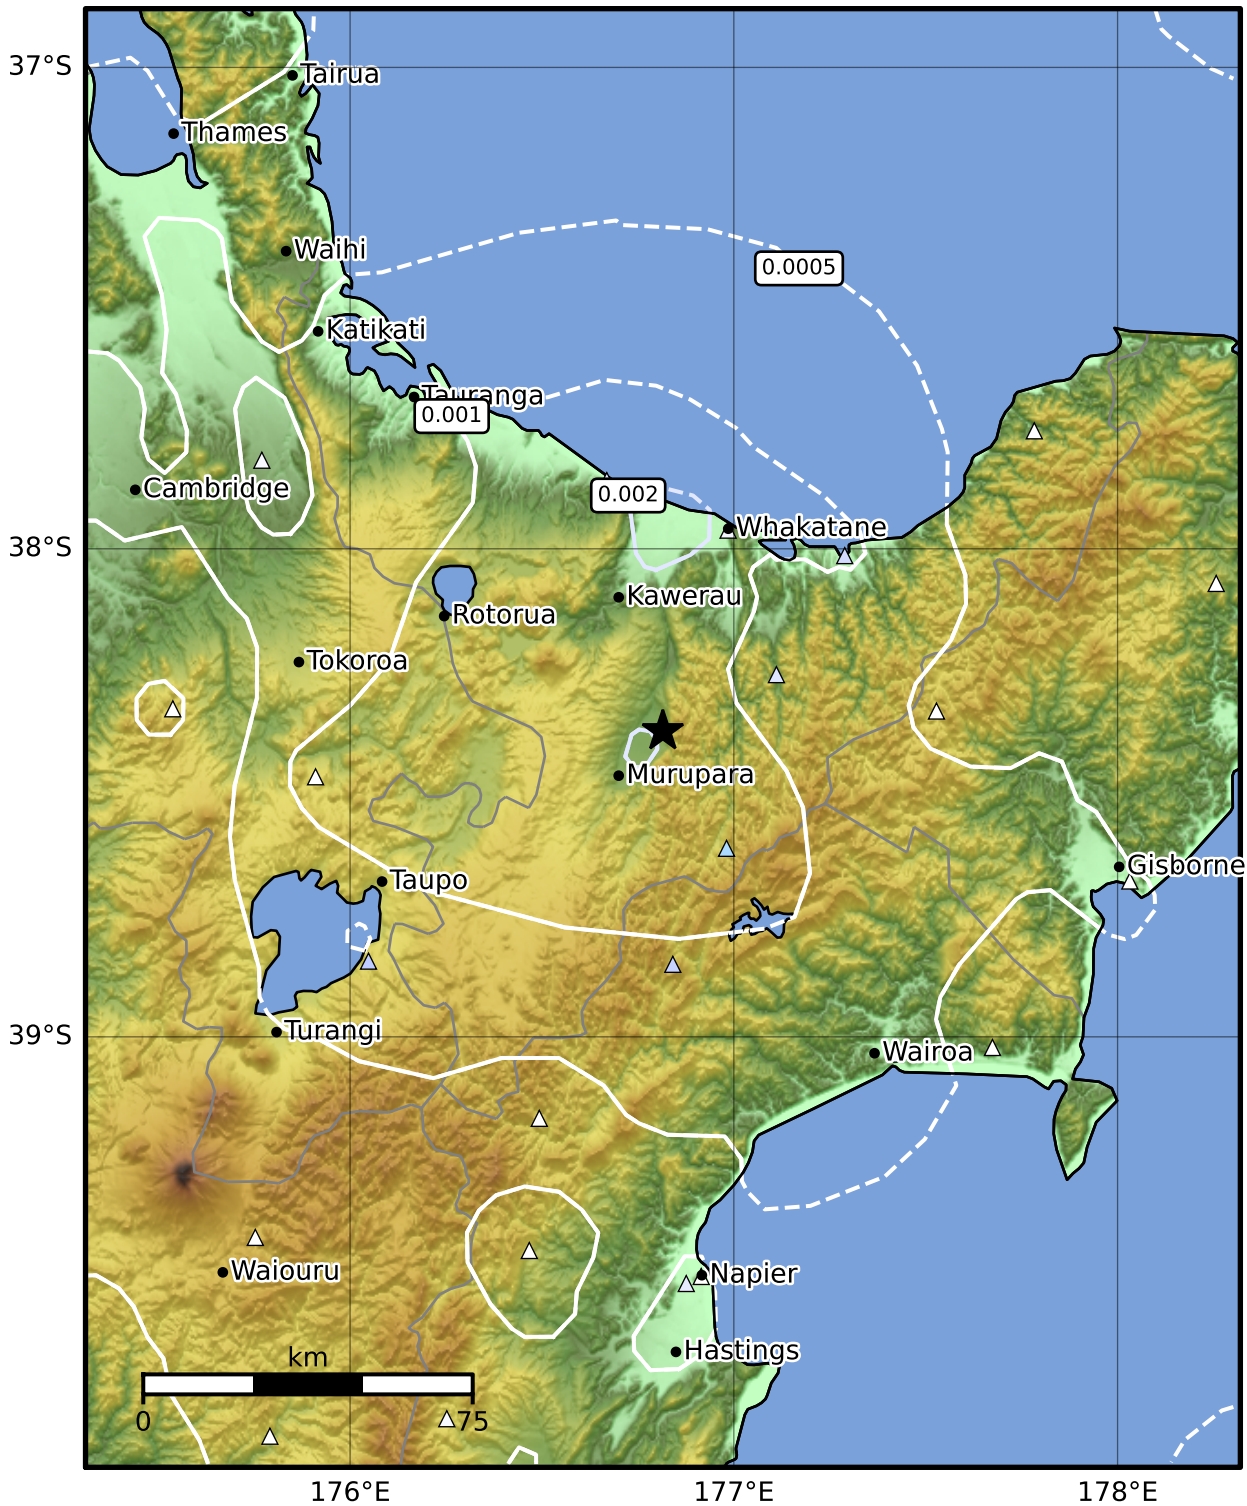 37°S
Tairua
Thames
Waihi
0.0005
Katikati
Tauranga
0.001
Cambridge
0.002
Whakatane
38°S
Kawerau
Rotorua
Tokoroa
Murupara
Gisborne
Taupo
Turangi
39°S
Wairoa
Waiouru
Napier
Hastings
km
0
75
176°E
177°E
178°E